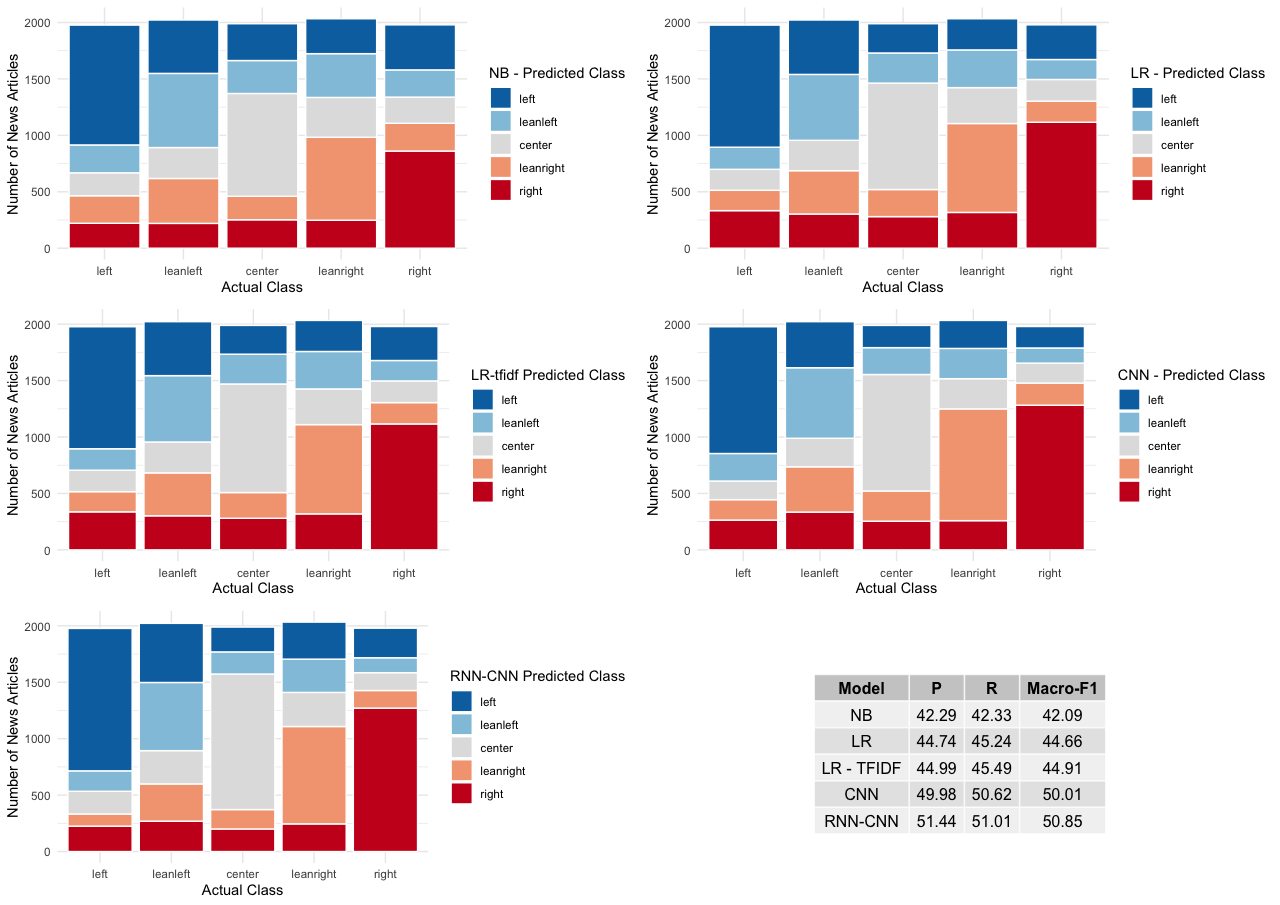 Number of News Articles
2000
1500
1000
500
0
left leanleft center leanright right
Actual Class
NB - Predicted Class
left
leanleft
center
leanright
right
Number of News Articles
2000
1500
1000
500
0
left leanleft center leanright right
Actual Class
LR - Predicted Class
left
leanleft
center
leanright
right
Number of News Articles
2000
1500
1000
500
0
left leanleft center leanright right
Actual Class
LR-tfidf Predicted Class
left
leanleft
center
leanright
right
Number of News Articles
2000
1500
1000
500
0
left leanleft center leanright right
Actual Class
CNN - Predicted Class
left
leanleft
center
leanright
right
Number of News Articles
2000
1500
1000
500
0
left leanleft center leanright right
Actual Class
RNN-CNN Predicted Class
left
leanleft
center
leanright
right
Model P R Macro-F1
NB 42.29 42.33 42.09
LR 44.74 45.24 44.66
LR - TFIDF 44.99 45.49 44.91
CNN 49.98 50.62 50.01
RNN-CNN 51.44 51.01 50.85